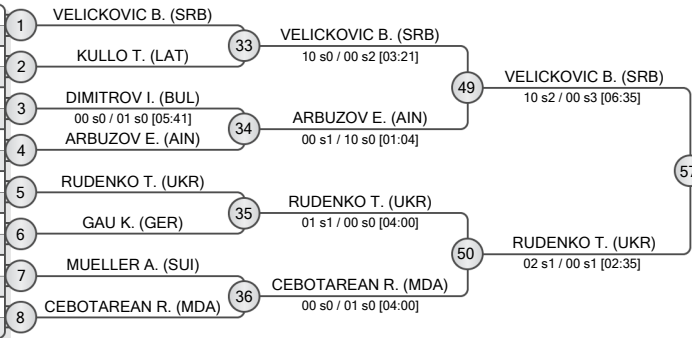 1
VELICKOVIC B. (SRB)
33
VELICKOVIC B. (SRB)
10 s0 / 00 s2 [03:21]
2
KULLO T. (LAT)
49
VELICKOVIC B. (SRB)
10 s2 / 00 s3 [06:35]
3
DIMITROV I. (BUL)
00 s0 / 01 s0 [05:41]
34
ARBUZOV E. (AIN)
00 s1 / 10 s0 [01:04]
4
ARBUZOV E. (AIN)
57
5
RUDENKO T. (UKR)
35
RUDENKO T. (UKR)
01 s1 / 00 s0 [04:00]
6
GAU K. (GER)
50
RUDENKO T. (UKR)
02 s1 / 00 s1 [02:35]
7
MUELLER A. (SUI)
36
CEBOTAREAN R. (MDA)
00 s0 / 01 s0 [04:00]
8
CEBOTAREAN R. (MDA)